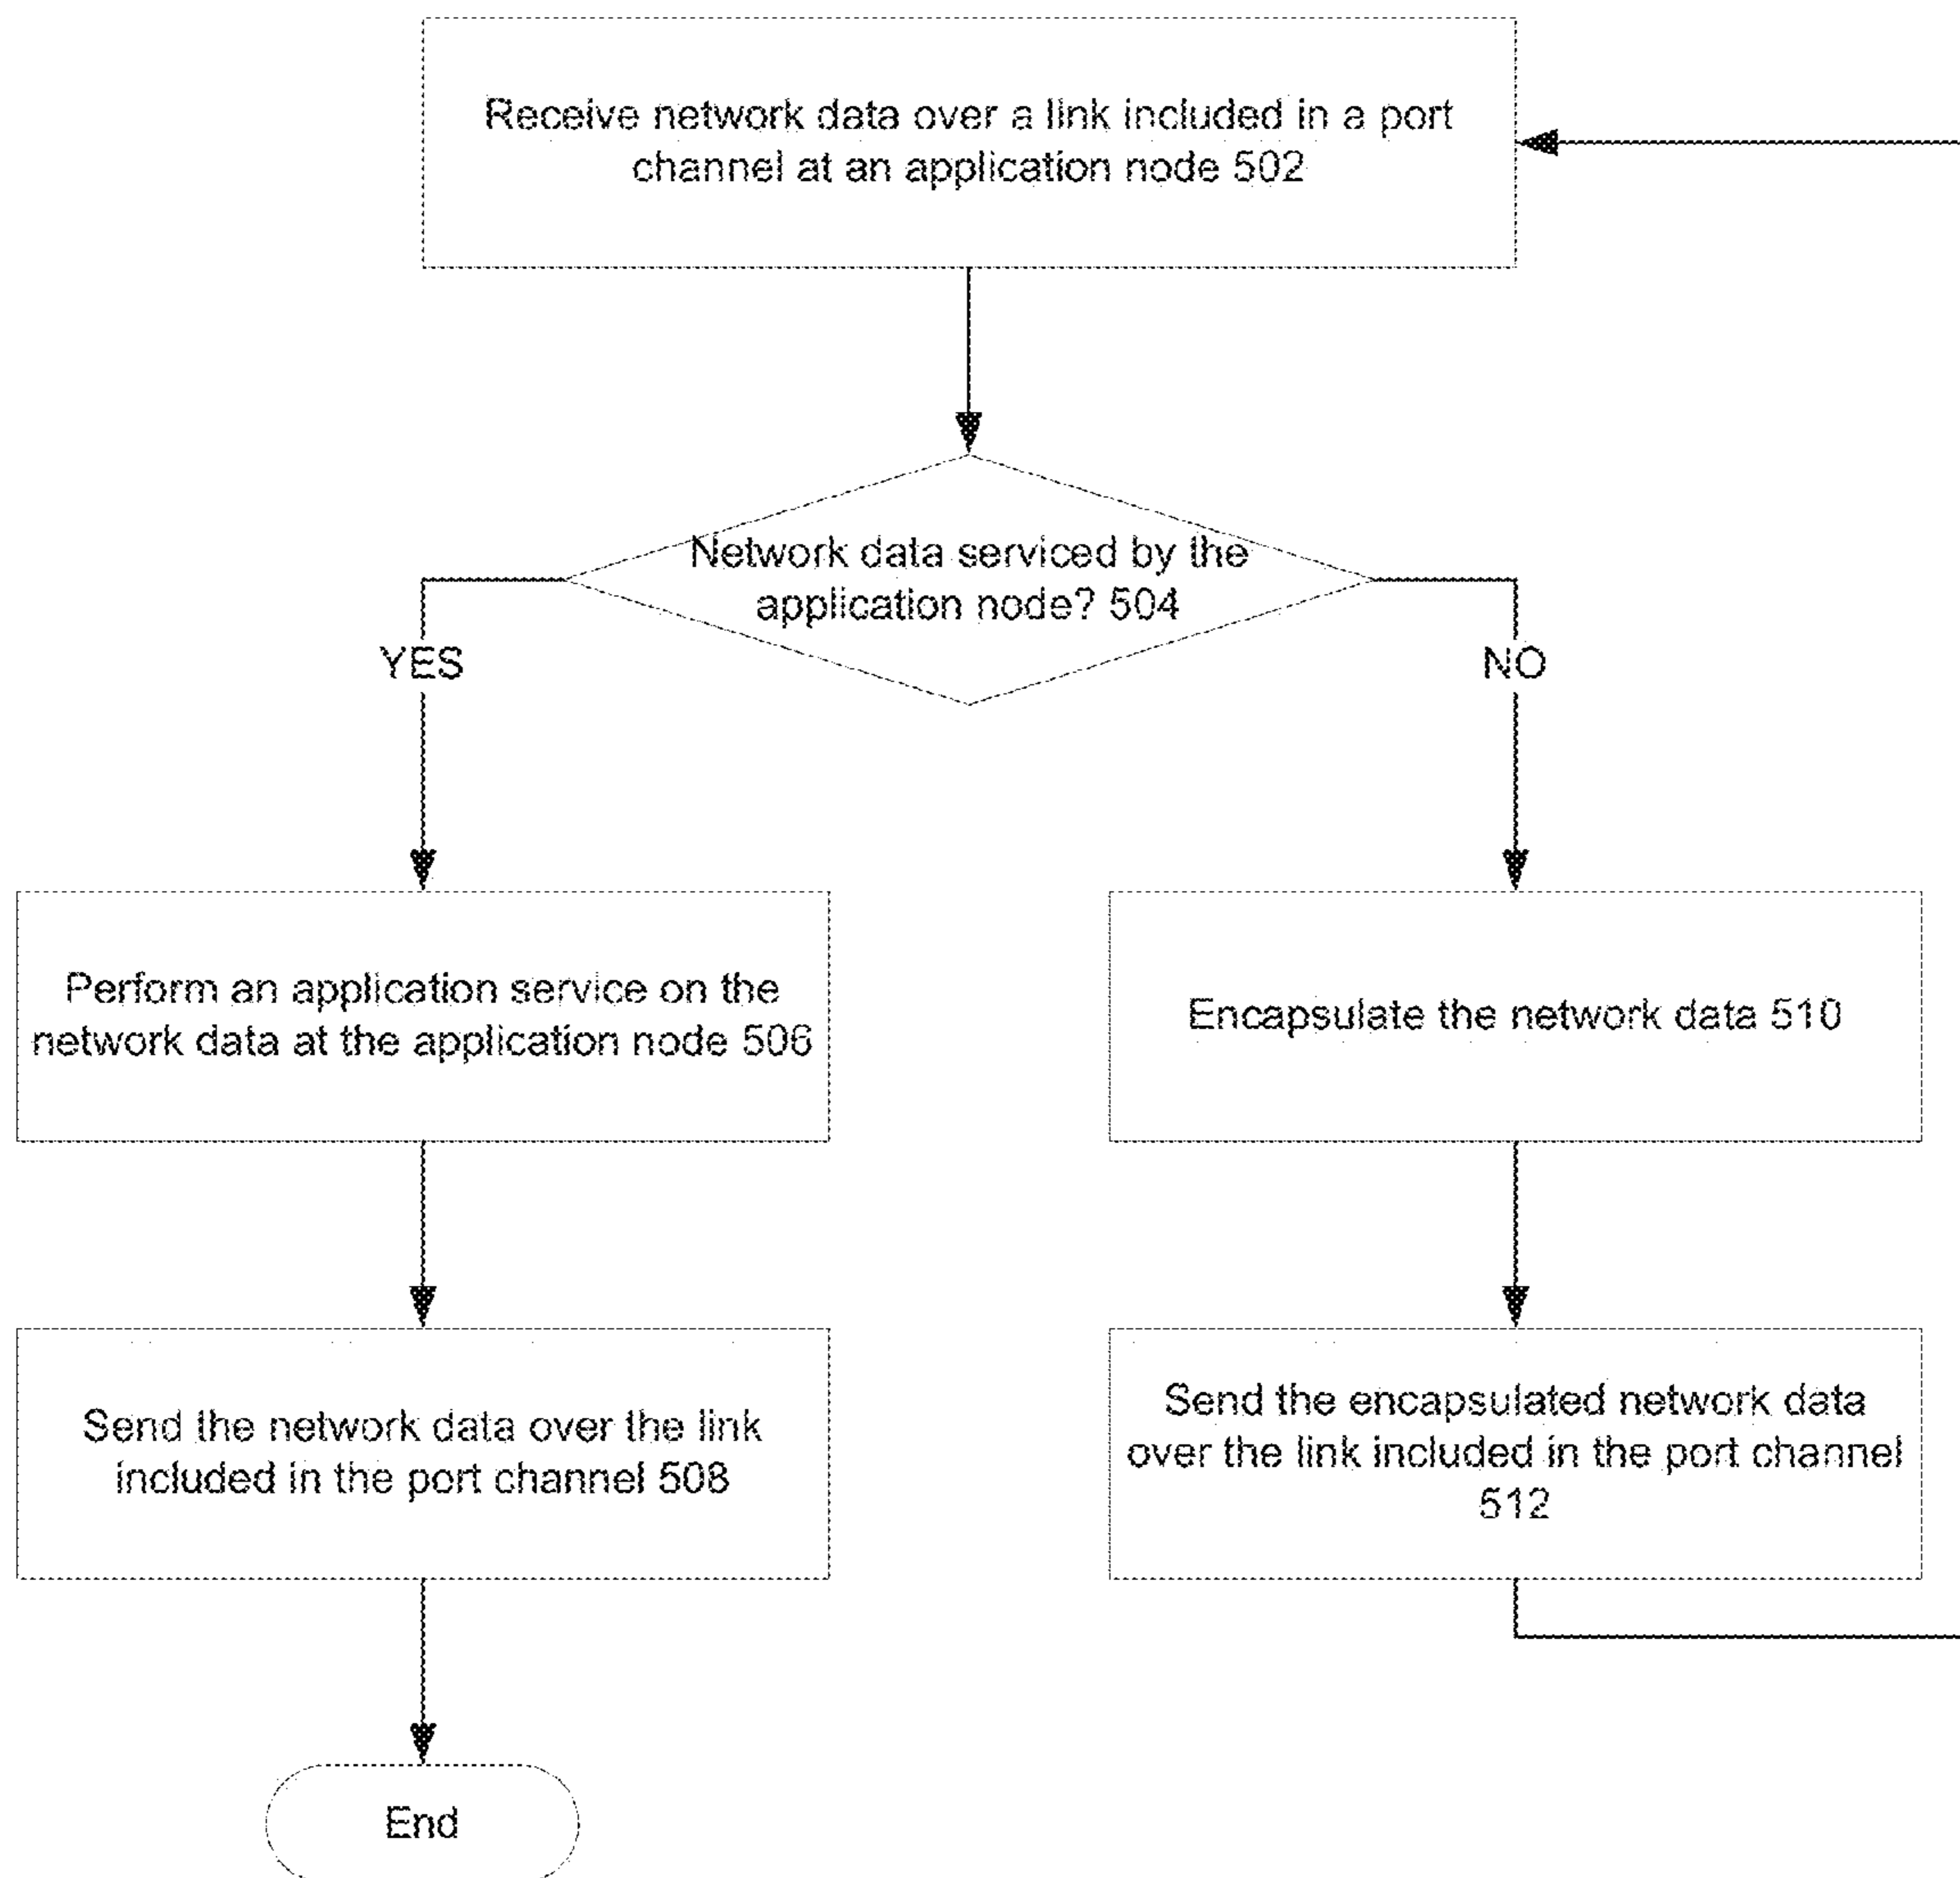 Receive network data over a link included in a port
channel at an application node 502
Network data serviced by the
application node? 504
YES
NO
Perform an application service on the
network data at the application node 506
Encapsulate the network data 510
Send the network data over the link
included in the port channel 508
Send the encapsulated network data
over the link included in the port channel
512
End